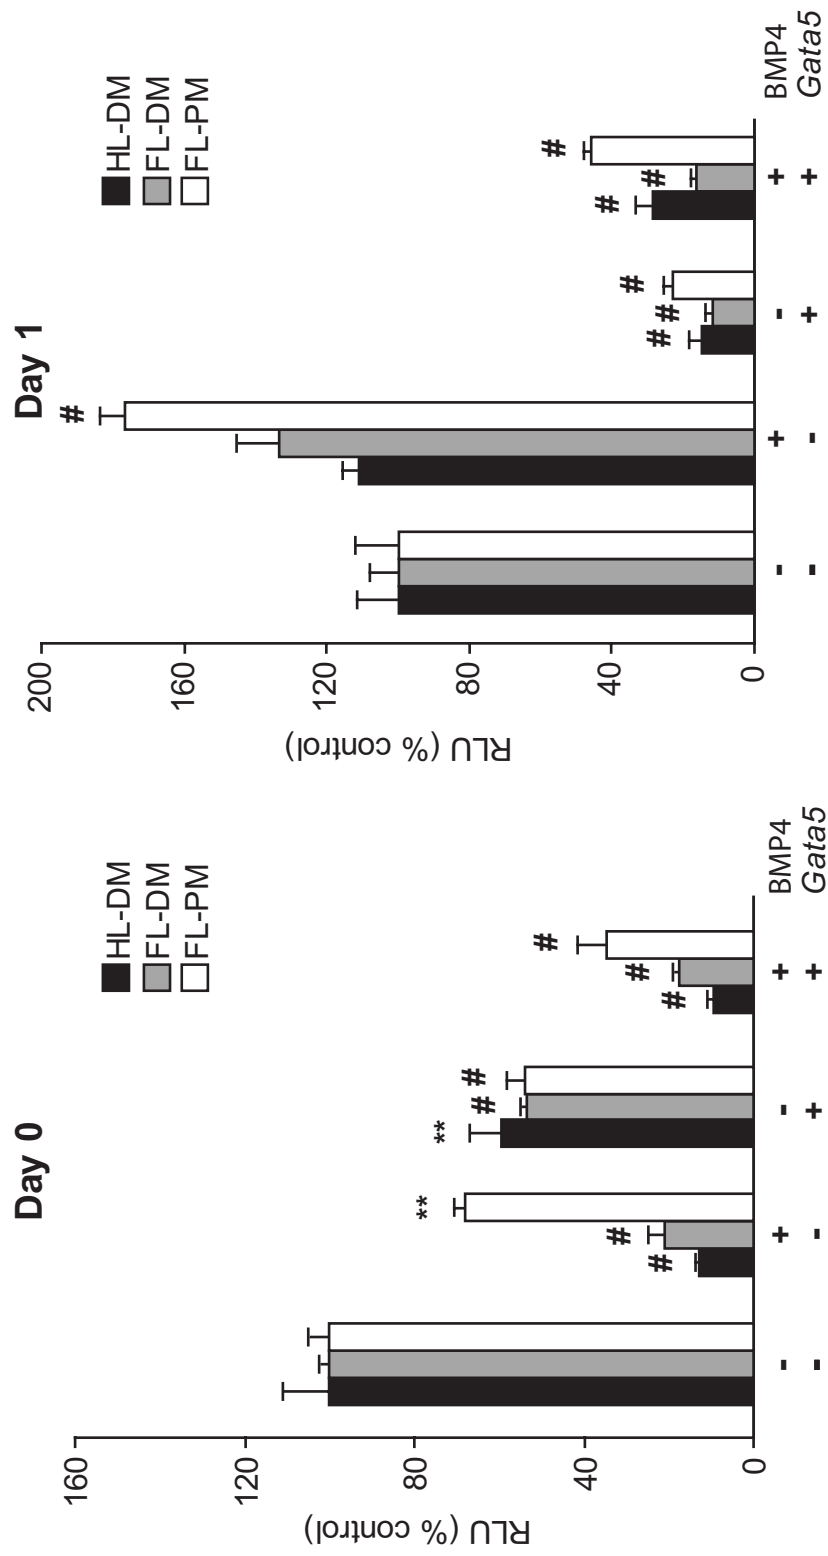 Day 0
HL-DM
FL-DM
FL-PM
RLU (% control)
160
120
80
40
0
**
**
# # # # # # #
- + - + BMP4
- - + + Gata5
Day 1
HL-DM
FL-DM
FL-PM
RLU (% control)
200
160
120
80
40
0
# # # # # # #
- + - + BMP4
- - + + Gata5